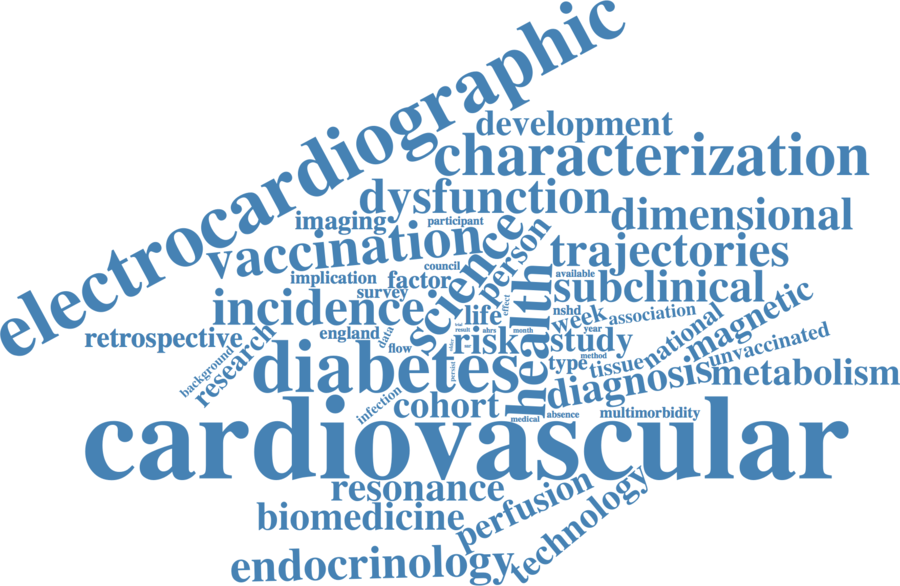 electrocardiographic
development
characterization
dysfunction
imaging
participant
dimensional
vaccination
science
person
trajectories
council
implication
factor
available
subclinical
survey
incidence
life
effect
nshd
week
association
magnetic
retrospective
england
data
flow
risk
study
year
national
unvaccinated
result
ahrs
month
method
research
background
diabetes
health
type
tissue
diagnosis
metabolism
persist
infection
cohort
medical
absence
multimorbidity
cardiovascular
resonance
biomedicine
perfusion
technology
endocrinology